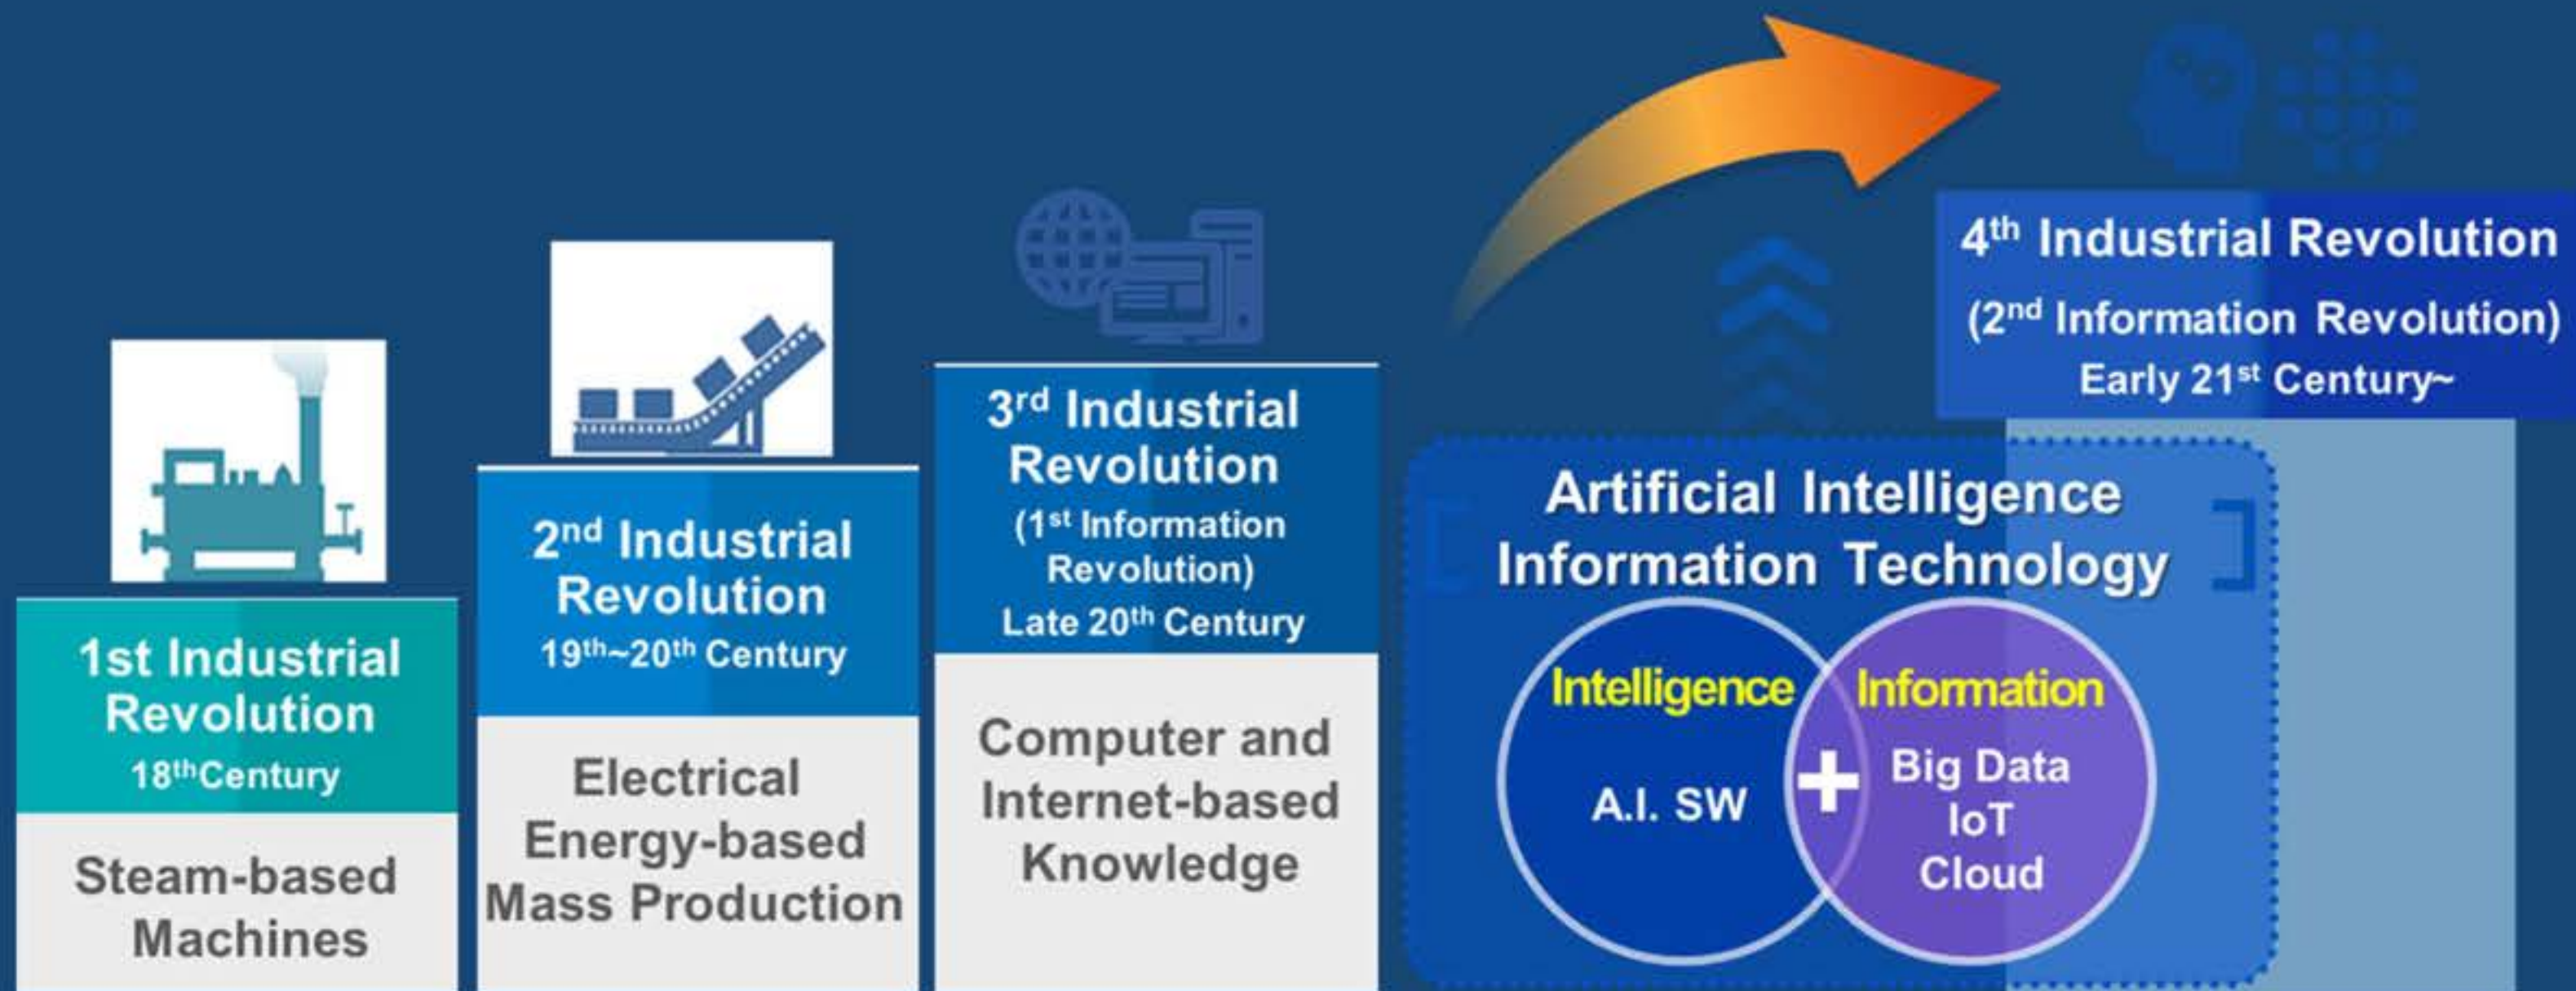 1st Industrial
Revolution
18thCentury
Steam-based
Machines
2nd Industrial
Revolution
19th~20th Century
Electrical
Energy-based
Mass Production
3rd Industrial
Revolution
(1st Information
Revolution)
Late 20th Century
Computer and
Internet-based
Knowledge
4th Industrial Revolution
(2nd Information Revolution)
Early 21st Century~
[ Artificial Intelligence
Information Technology ]
Intelligence
A.I. SW
+
Information
Big Data
IoT
Cloud